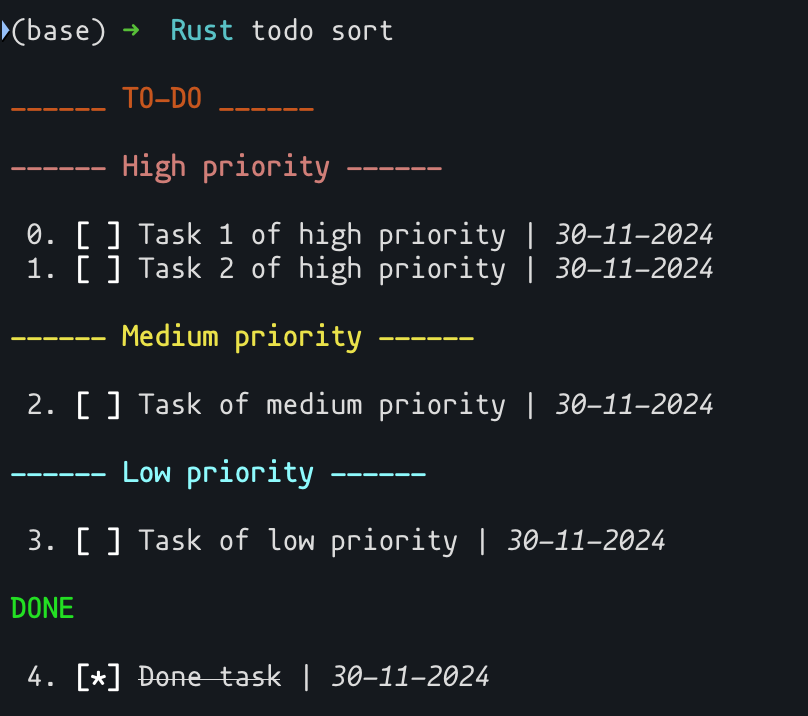 (base) → Rust todo sort
______ TO-DO ______
------ High priority ------
0. [ ] Task 1 of high priority | 30-11-2024
1. [ ] Task 2 of high priority | 30-11-2024
------ Medium priority ------
2. [ ] Task of medium priority | 30-11-2024
------ Low priority ------
3. [ ] Task of low priority | 30-11-2024
DONE
4. [*] Done task | 30-11-2024